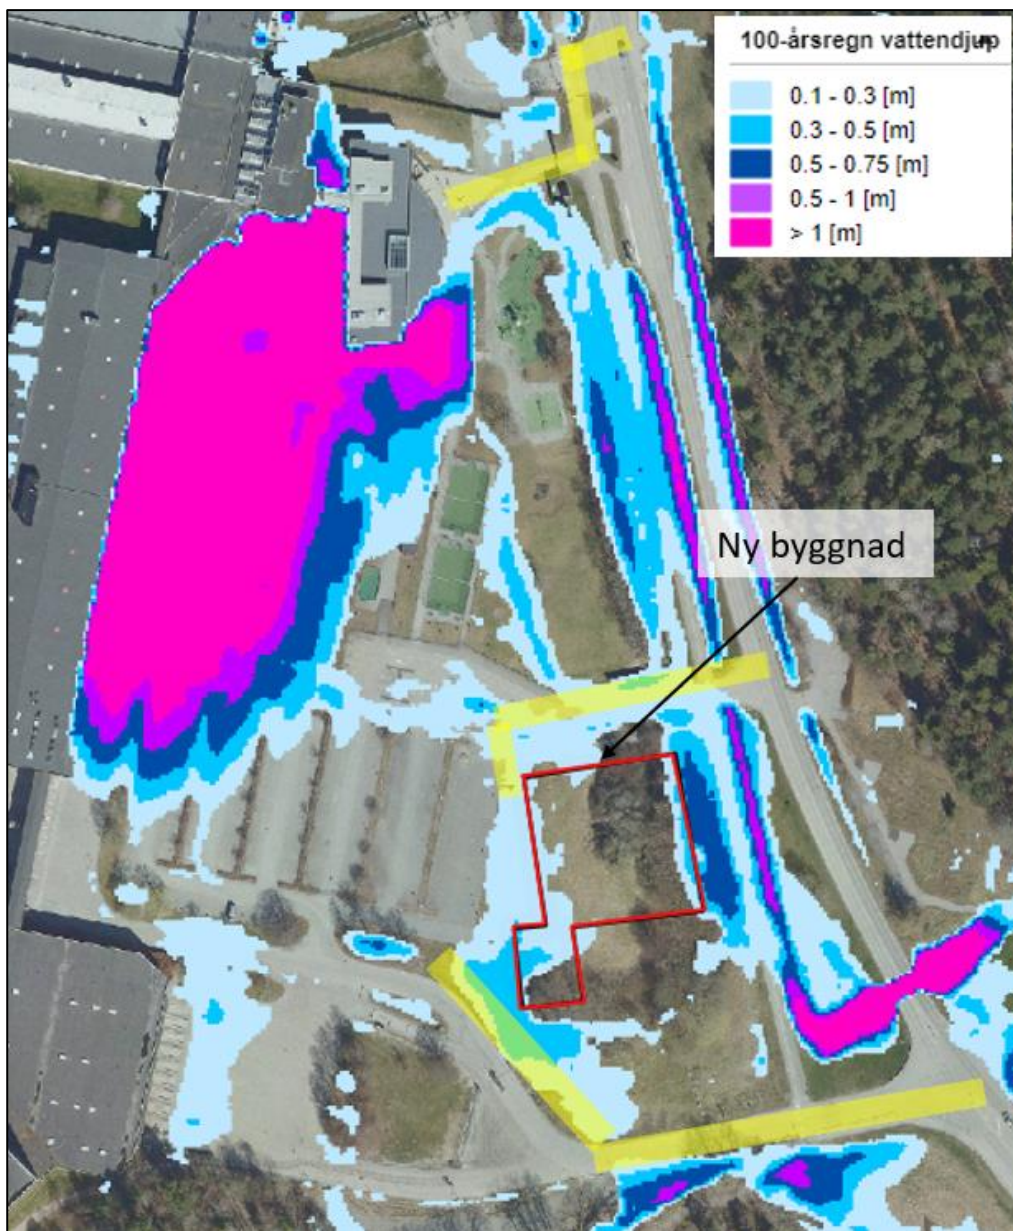 100-årsregn vattendjup
0.1 - 0.3 [m]
0.3 - 0.5 [m]
0.5 - 0.75 [m]
0.5 - 1 [m]
> 1 [m]
Ny byggnad